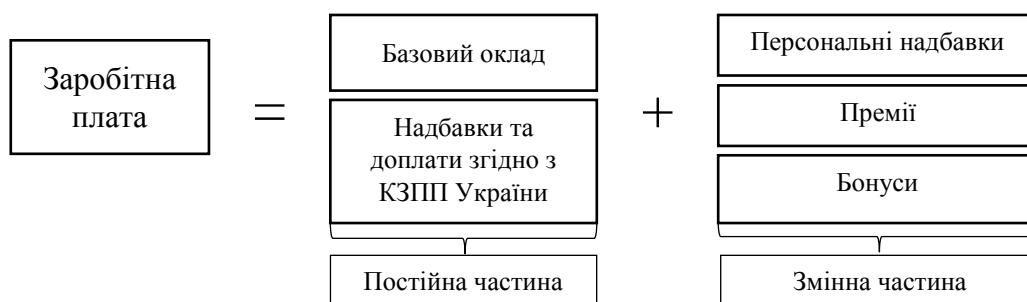 Заробітна
плата
=
Базовий оклад
Надбавки та
доплати згідно з
КЗПП України
Постійна частина
+
Персональні надбавки
Премії
Бонуси
Змінна частина